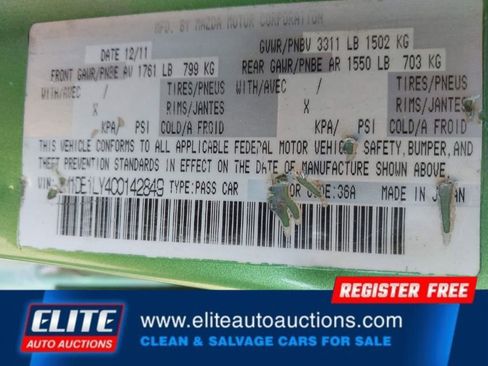 MFD. BY MAZDA MOTOR CORPORATION
DATE 12/11 GVWR/PNBV 3311 LB 1502 KG
FRONT GAWR/PNBE AV 1761 LB 799 KG REAR GAWR/PNBE AR 1550 LB 703 KG
WITH/AVEC / TIRES/PNEUS WITH/AVEC / TIRES/PNEUS
X RIMS/JANTES X RIMS/JANTES
KPA/ PSI COLD/A FROID KPA/ PSI COLD/A FROID
THIS VEHICLE CONFORMS TO ALL APPLICABLE FEDERAL MOTOR VEHICLE SAFETY, BUMPER, AND
THEFT PREVENTION STANDARDS IN EFFECT ON THE DATE OF MANUFACTURE SHOWN ABOVE.
VIN: TYPE:PASS CAR 36A MADE IN JAPAN
REGISTER FREE
ELITE
AUTO AUCTIONS
www.eliteautoauctions.com
CLEAN & SALVAGE CARS FOR SALE